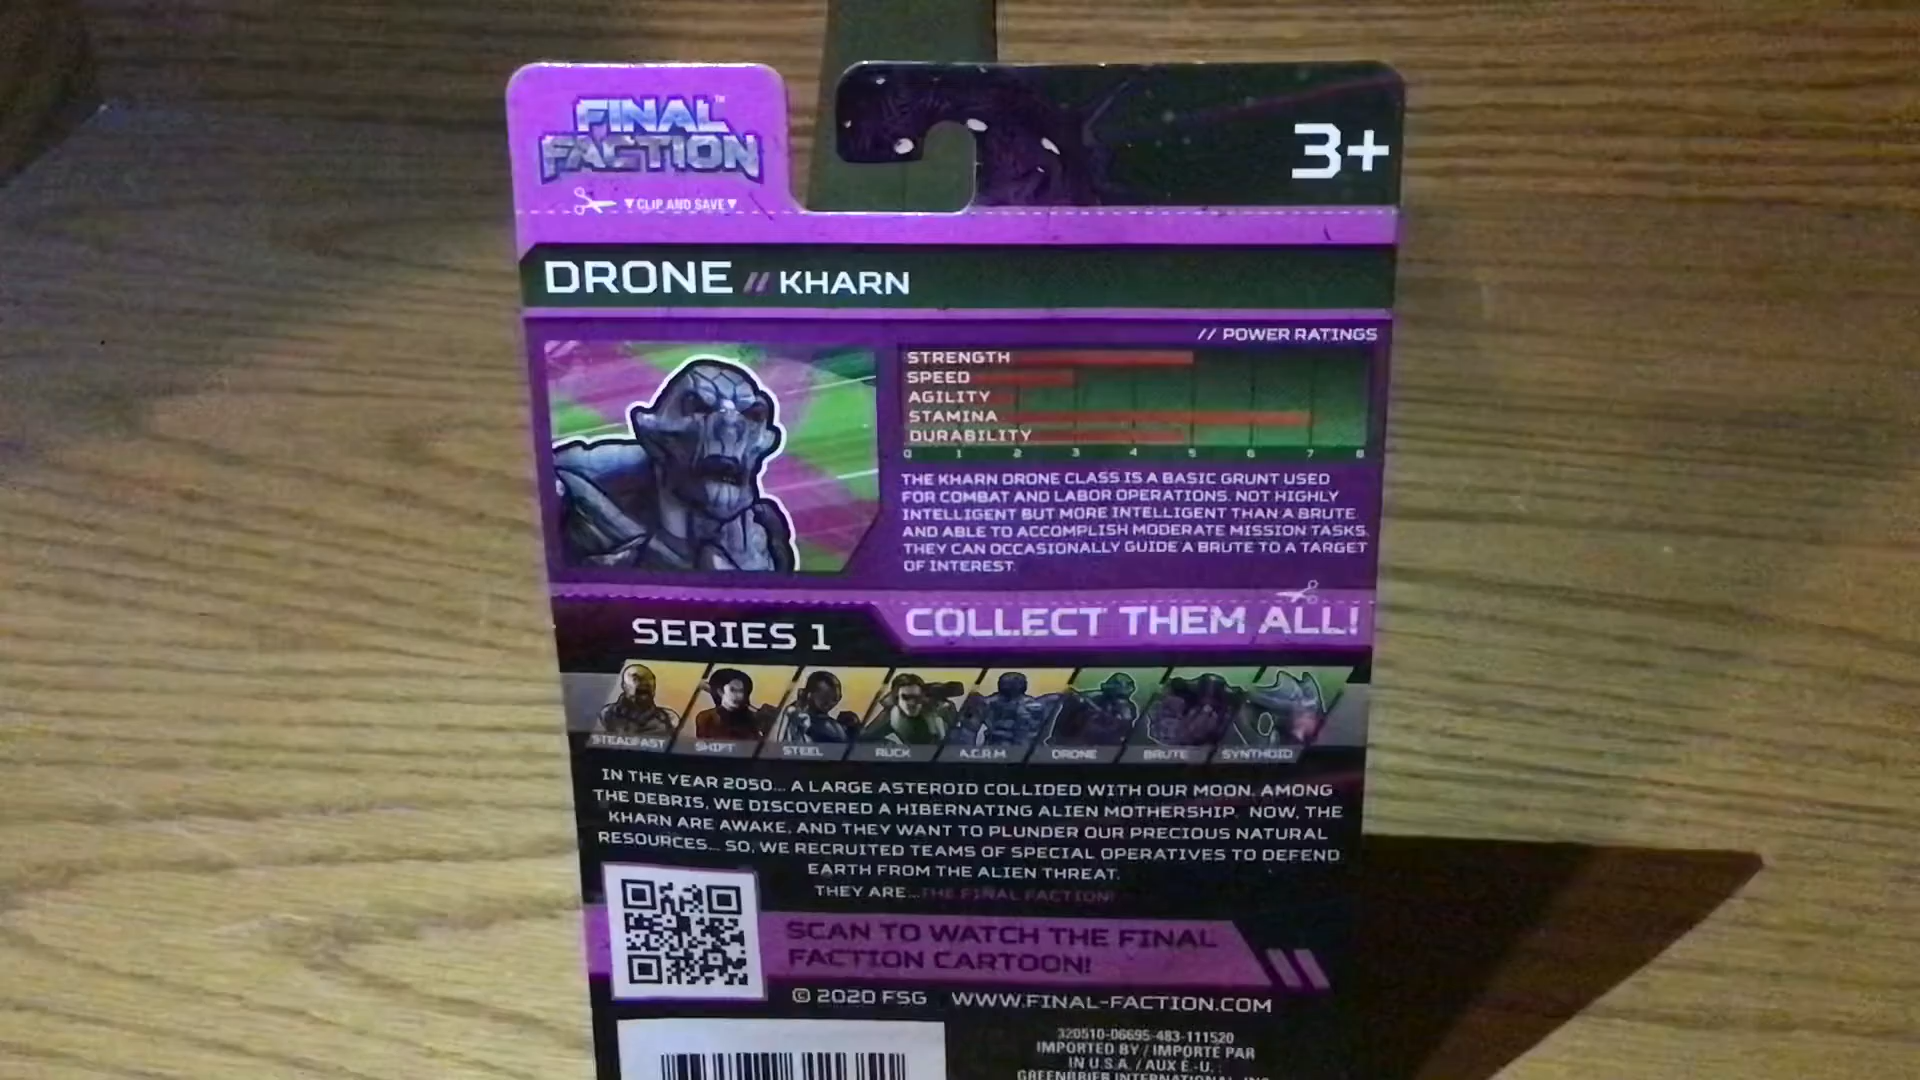 FINAL™
FACTION
▼CLIP AND SAVE▼
3+
DRONE // KHARN
// POWER RATINGS
STRENGTH
SPEED
AGILITY
STAMINA
DURABILITY
0 1 2 3 4 5 6 7 8
THE KHARN DRONE CLASS IS A BASIC GRUNT USED
FOR COMBAT AND LABOR OPERATIONS. NOT HIGHLY
INTELLIGENT BUT MORE INTELLIGENT THAN A BRUTE
AND ABLE TO ACCOMPLISH MODERATE MISSION TASKS.
THEY CAN OCCASIONALLY GUIDE A BRUTE TO A TARGET
OF INTEREST.
SERIES 1
COLLECT THEM ALL!
STEADFAST SHIFT STEEL RUCK A.C.R.M. DRONE BRUTE SYNTHOID
IN THE YEAR 2050... A LARGE ASTEROID COLLIDED WITH OUR MOON. AMONG
THE DEBRIS, WE DISCOVERED A HIBERNATING ALIEN MOTHERSHIP. NOW, THE
KHARN ARE AWAKE, AND THEY WANT TO PLUNDER OUR PRECIOUS NATURAL
RESOURCES... SO, WE RECRUITED TEAMS OF SPECIAL OPERATIVES TO DEFEND
EARTH FROM THE ALIEN THREAT.
THEY ARE...THE FINAL FACTION!
SCAN TO WATCH THE FINAL
FACTION CARTOON!
© 2020 FSG WWW.FINAL-FACTION.COM
320510-06695-483-111520
IMPORTED BY / IMPORTÉ PAR
IN U.S.A. / AUX É.-U. :
GREENBRIER INTERNATIONAL, INC.